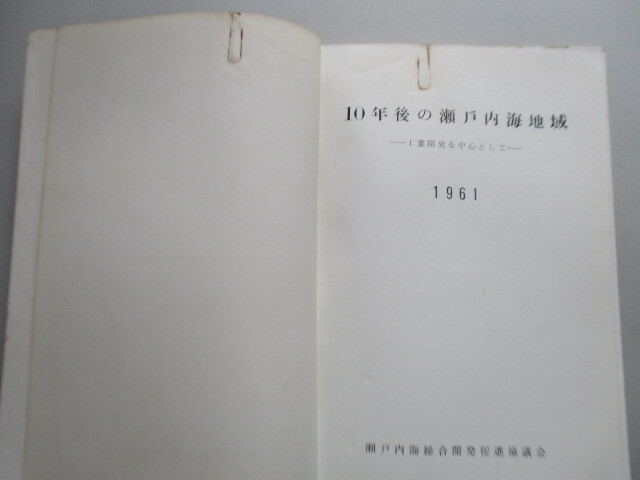 10年後の瀬戸内海地域
——工業開発を中心として——
1961
瀬戸内海総合開発促進協議会